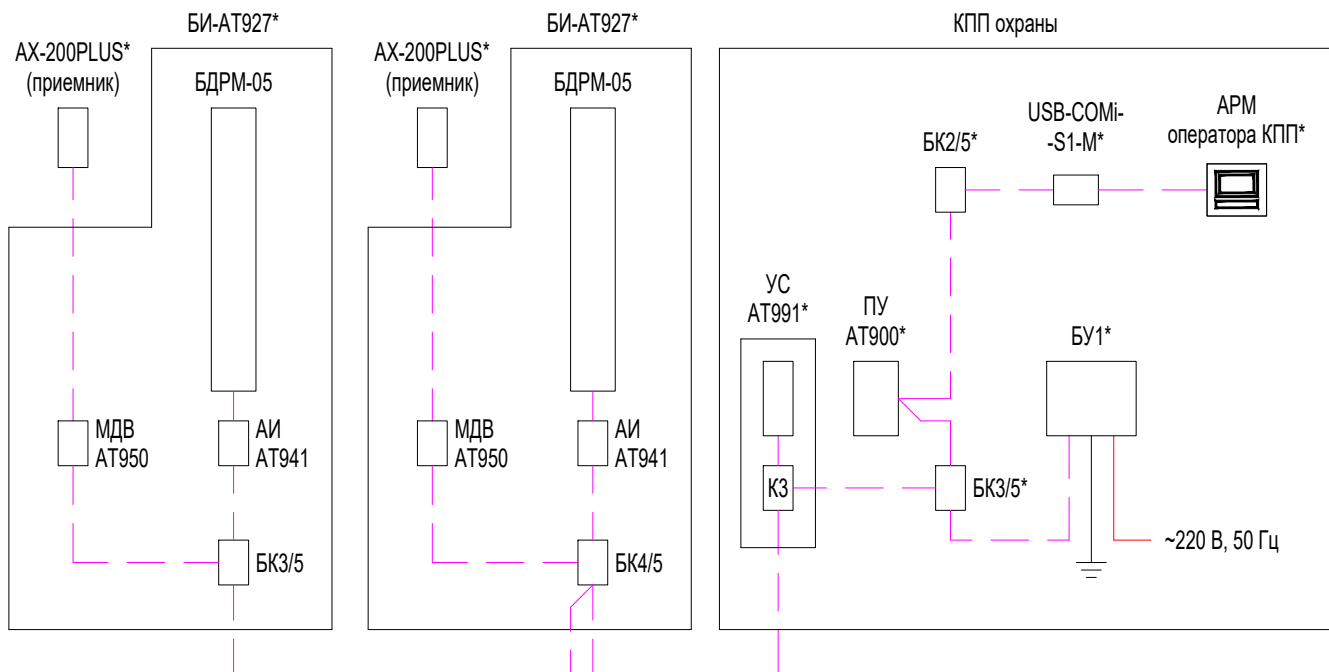 БИ-АТ927*
AX-200PLUS*
(приемник)
БДРМ-05
МДВ
АТ950
АИ
АТ941
БК3/5
БИ-АТ927*
AX-200PLUS*
(приемник)
БДРМ-05
МДВ
АТ950
АИ
АТ941
БК4/5
КПП охраны
БК2/5*
USB-COMi-
-S1-M*
АРМ
оператора КПП*
УС
АТ991*
ПУ
АТ900*
БУ1*
К3
БК3/5*
~220 В, 50 Гц